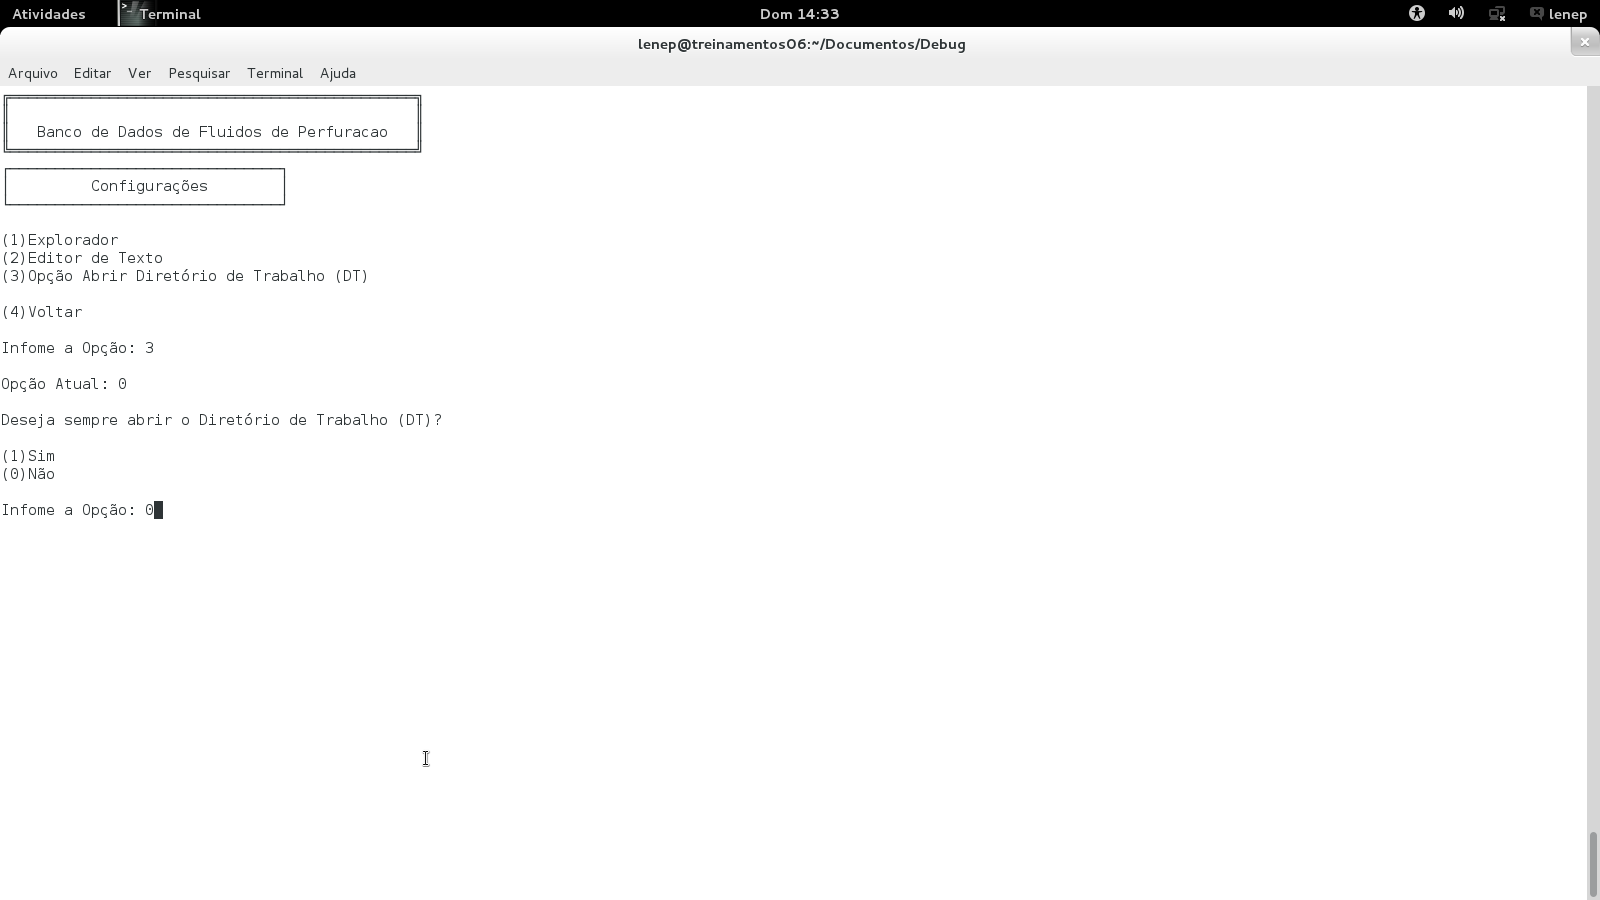 Atividades Terminal Dom 14:33 lenep
lenep@treinamentos06:~/Documentos/Debug
Arquivo Editar Ver Pesquisar Terminal Ajuda
Banco de Dados de Fluidos de Perfuracao
Configurações
(1)Explorador
(2)Editor de Texto
(3)Opção Abrir Diretório de Trabalho (DT)
(4)Voltar
Infome a Opção: 3
Opção Atual: 0
Deseja sempre abrir o Diretório de Trabalho (DT)?
(1)Sim
(0)Não
Infome a Opção: 0